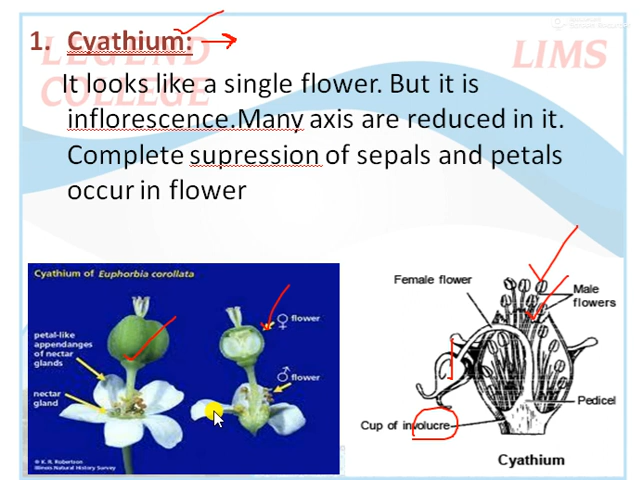 1. Cyathium:
LEGEND
COLLEGE
LIMS
It looks like a single flower. But it is
inflorescence.Many axis are reduced in it.
Complete supression of sepals and petals
occur in flower
Cyathium of Euphorbia corollata
petal-like
appendanges
of nectar
glands
nectar
gland
♀ flower
♂ flower
© K. R. Robertson
Illinois Natural History Survey
Female flower
Male
flowers
Pedicel
Cup of involucre
Cyathium